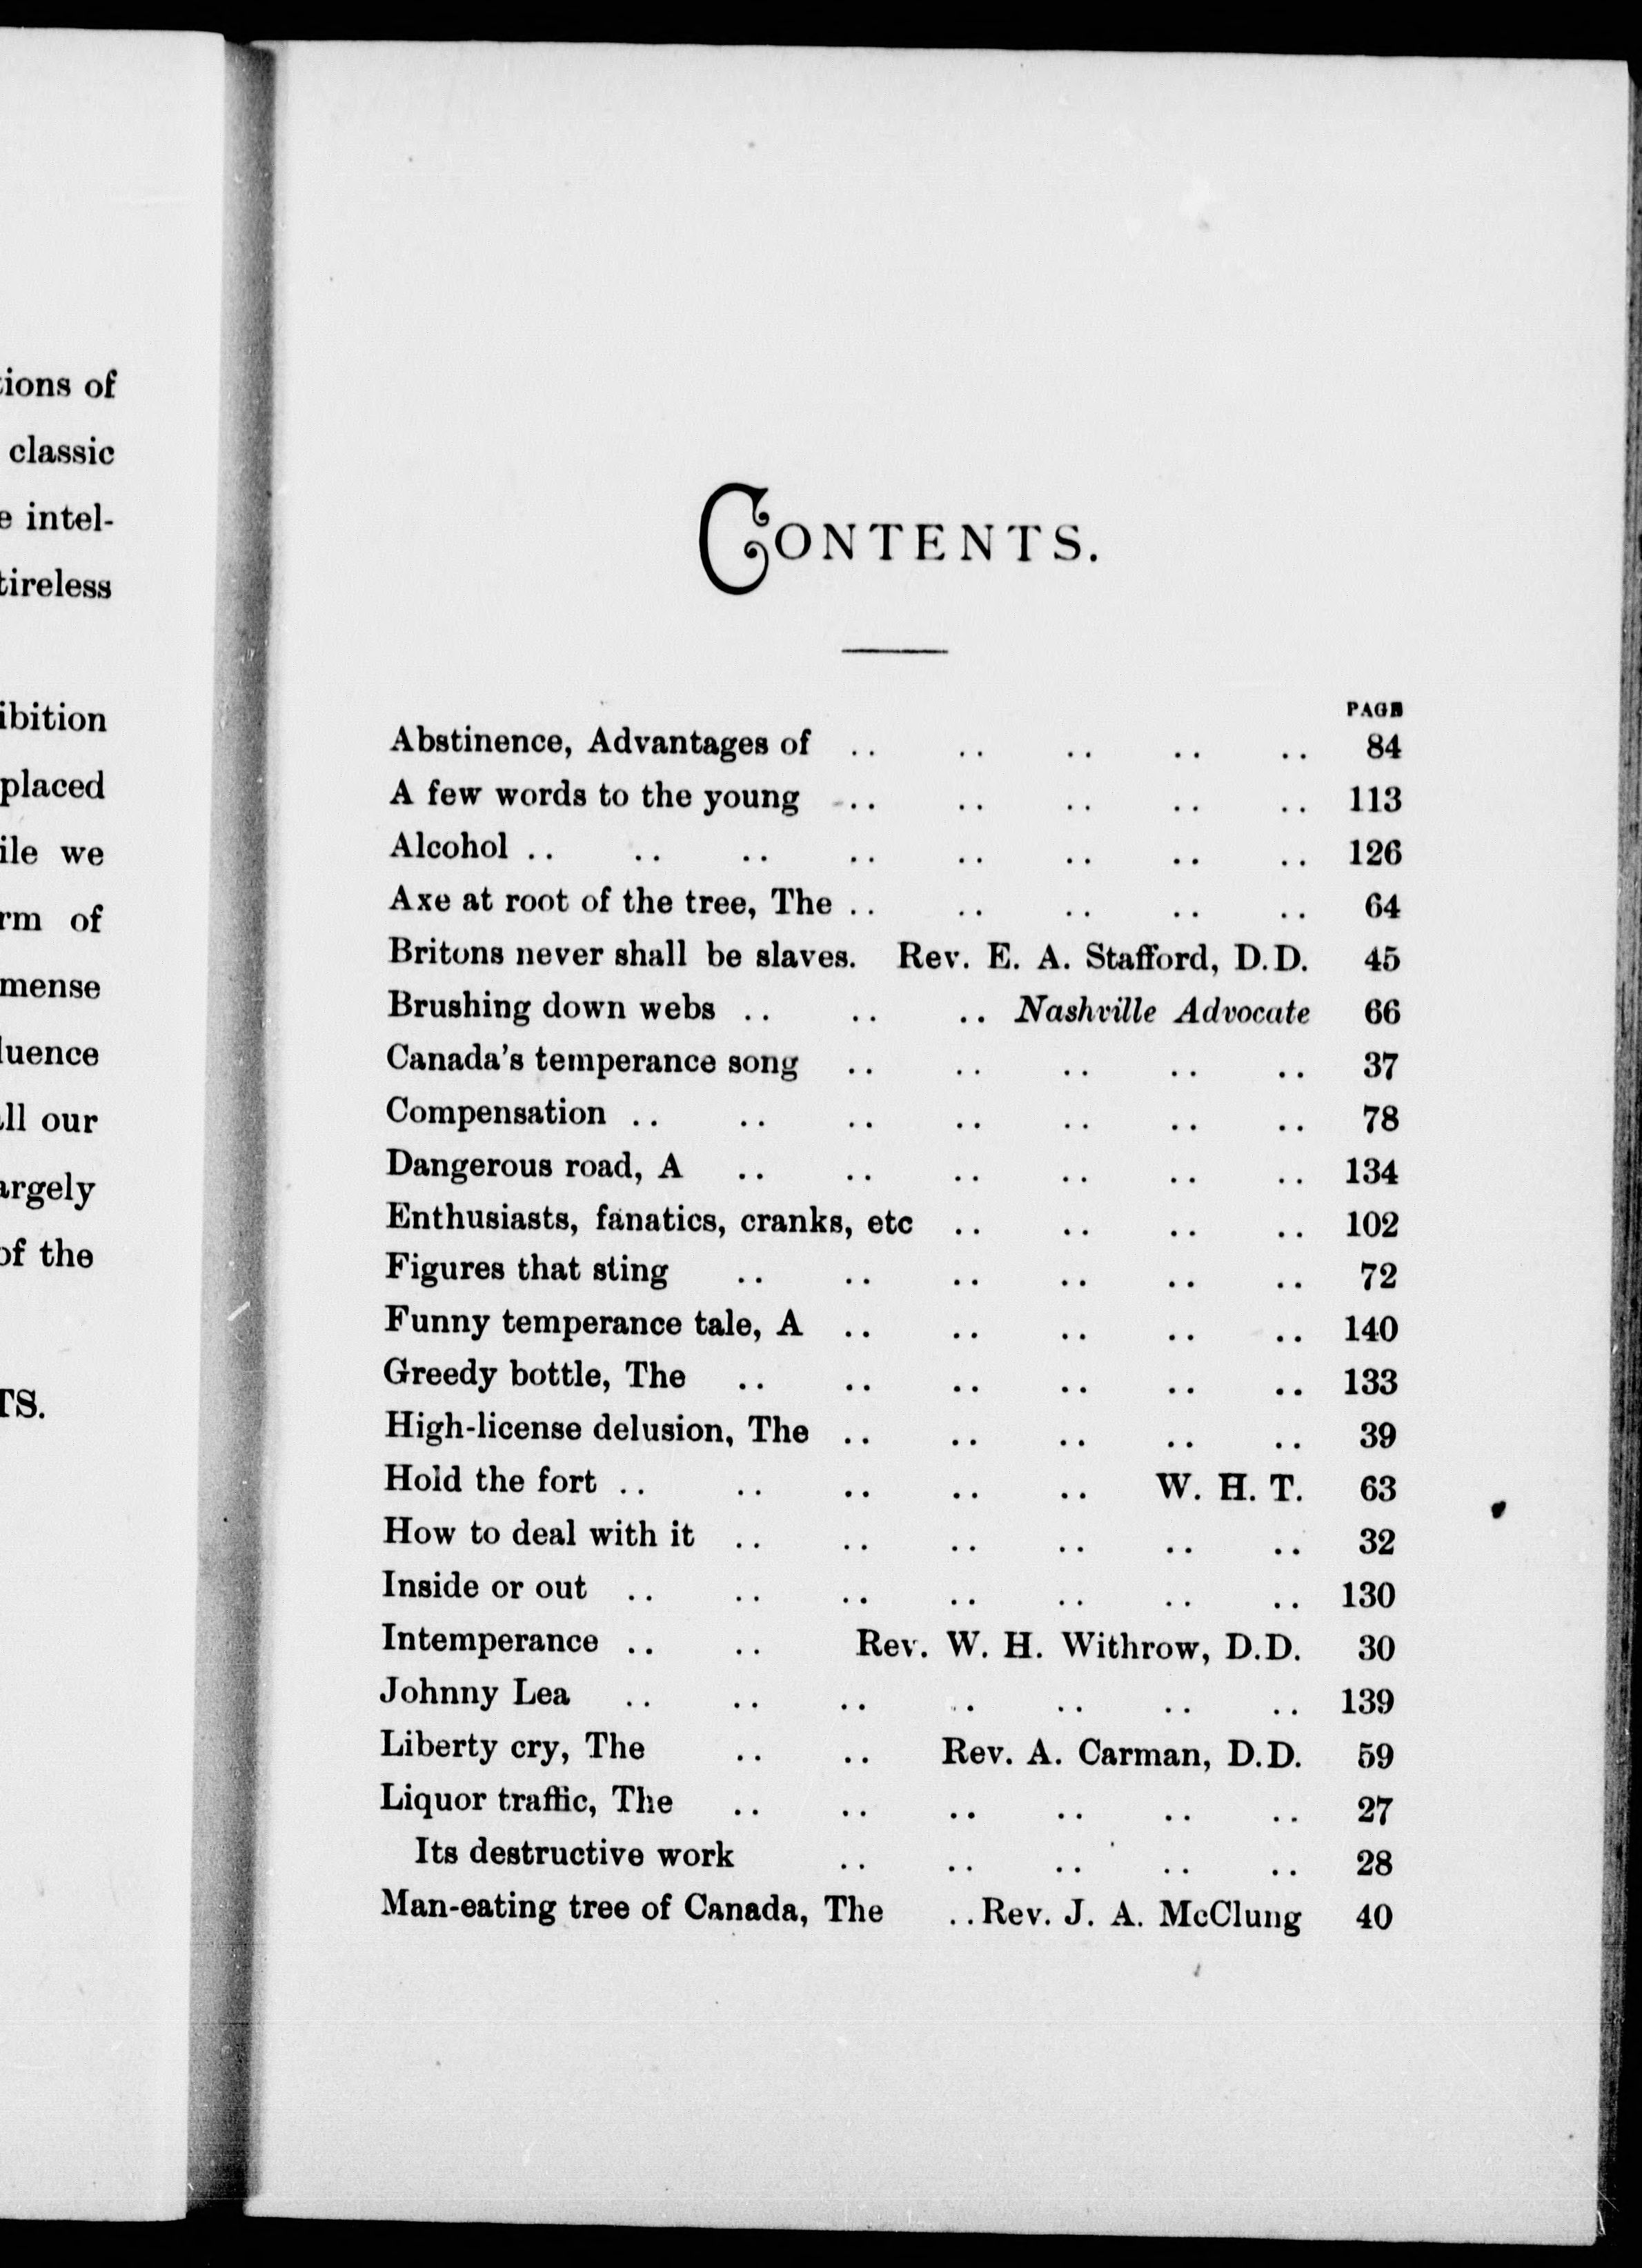 tions of
classic
e intel-
tireless
ibition
placed
ile we
rm of
mense
luence
ll our
argely
of the
TS.
CONTENTS.
PAGE
Abstinence, Advantages of .. .. .. .. .. 84
A few words to the young .. .. .. .. .. 113
Alcohol .. .. .. .. .. .. .. .. 126
Axe at root of the tree, The .. .. .. .. .. 64
Britons never shall be slaves. Rev. E. A. Stafford, D.D. 45
Brushing down webs .. .. .. Nashville Advocate 66
Canada's temperance song .. .. .. .. .. 37
Compensation .. .. .. .. .. .. .. 78
Dangerous road, A .. .. .. .. .. .. 134
Enthusiasts, fanatics, cranks, etc .. .. .. .. 102
Figures that sting .. .. .. .. .. .. 72
Funny temperance tale, A .. .. .. .. .. 140
Greedy bottle, The .. .. .. .. .. .. 133
High-license delusion, The .. .. .. .. .. 39
Hold the fort .. .. .. .. .. W. H. T. 63
How to deal with it .. .. .. .. .. .. 32
Inside or out .. .. .. .. .. .. .. 130
Intemperance .. .. Rev. W. H. Withrow, D.D. 30
Johnny Lea .. .. .. .. .. .. .. 139
Liberty cry, The .. .. Rev. A. Carman, D.D. 59
Liquor traffic, The .. .. .. .. .. .. 27
Its destructive work .. .. .. .. .. 28
Man-eating tree of Canada, The .. Rev. J. A. McClung 40